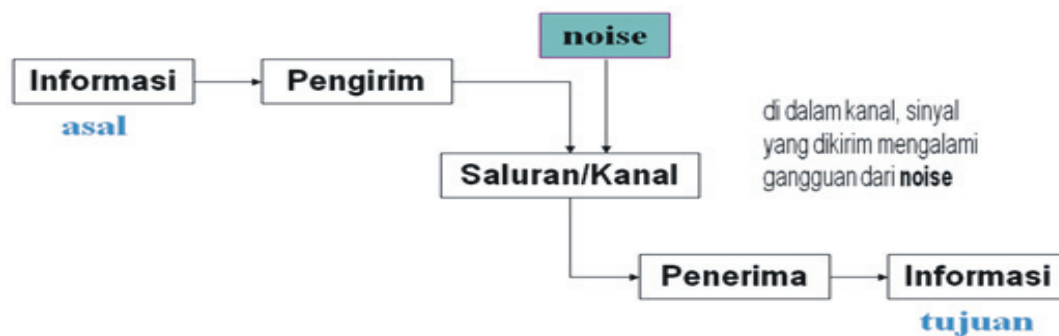 noise
Informasi
Pengirim
asal
di dalam kanal, sinyal
yang dikirim mengalami
gangguan dari noise
Saluran/Kanal
Penerima
Informasi
tujuan